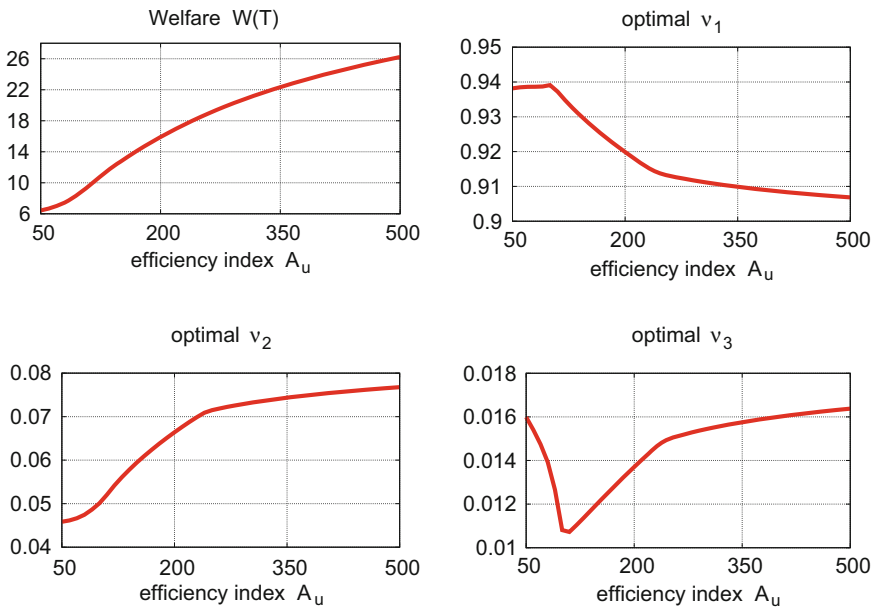 Welfare W(T)
26
22
18
14
10
6
50 200 350 500
efficiency index A_u
optimal ν_1
0.95
0.94
0.93
0.92
0.91
0.9
50 200 350 500
efficiency index A_u
optimal ν_2
0.08
0.07
0.06
0.05
0.04
50 200 350 500
efficiency index A_u
optimal ν_3
0.018
0.016
0.014
0.012
0.01
50 200 350 500
efficiency index A_u